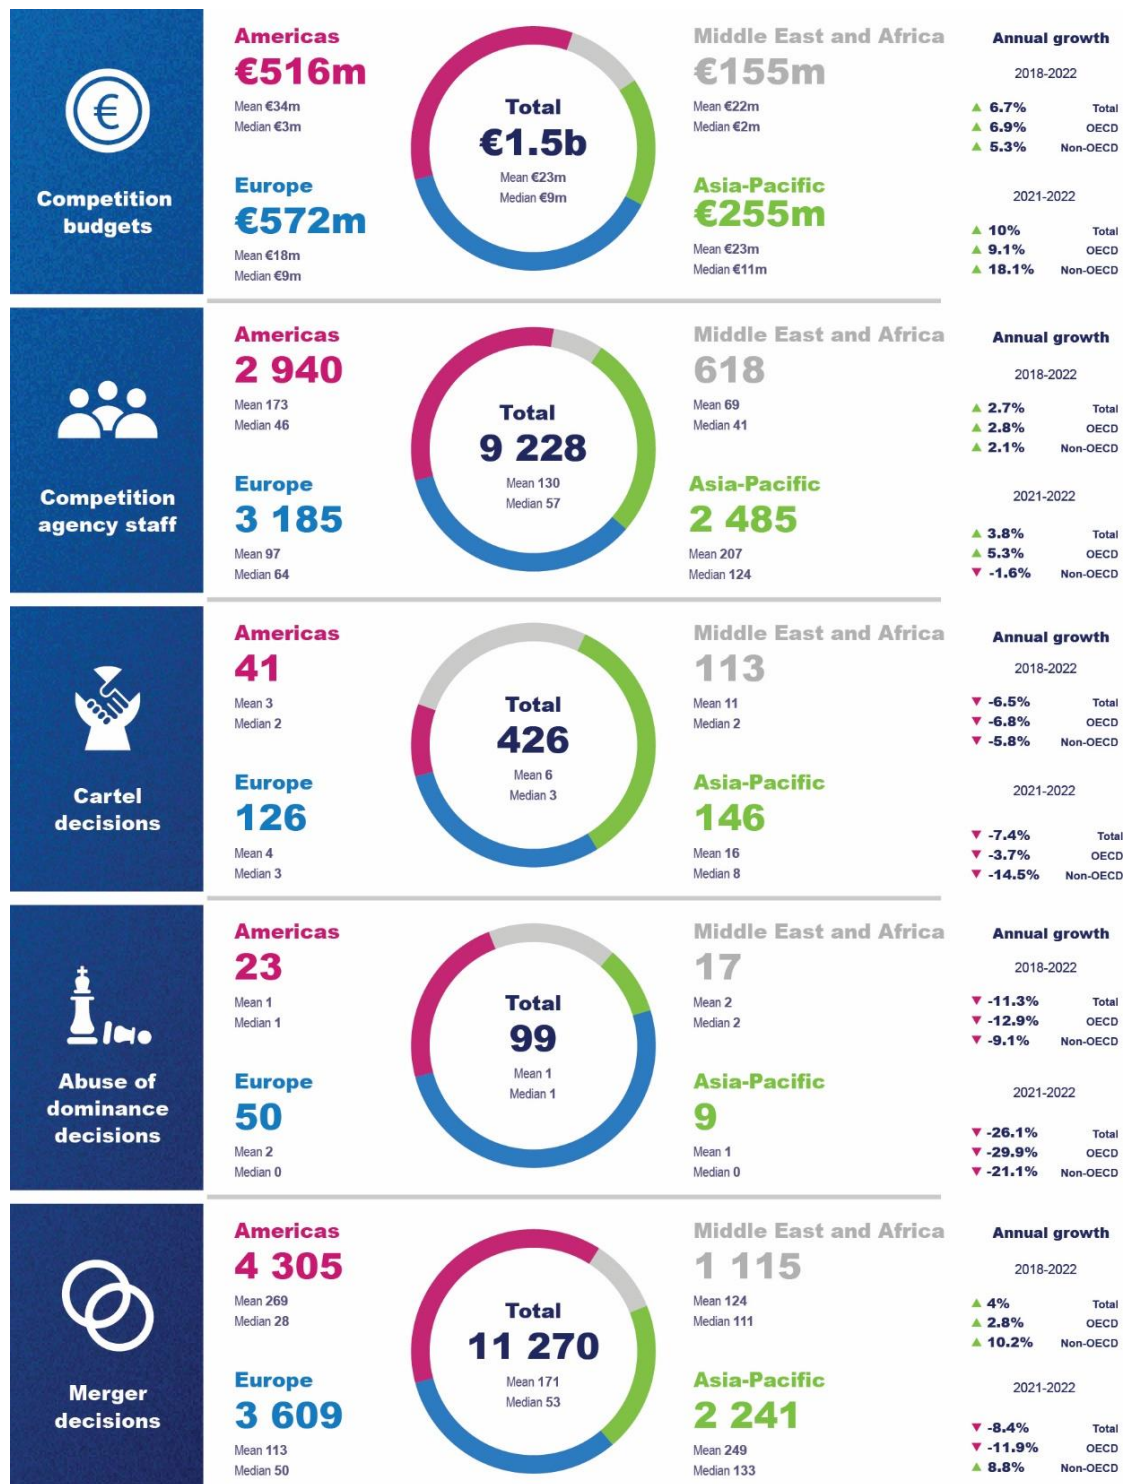 €
Competition
budgets
Americas
€516m
Mean €34m
Median €3m
Europe
€572m
Mean €18m
Median €9m
Total
€1.5b
Mean €23m
Median €9m
Middle East and Africa
€155m
Mean €22m
Median €2m
Asia-Pacific
€255m
Mean €23m
Median €11m
Annual growth
2018-2022
▲ 6.7% Total
▲ 6.9% OECD
▲ 5.3% Non-OECD
2021-2022
▲ 10% Total
▲ 9.1% OECD
▲ 18.1% Non-OECD
Competition
agency staff
Americas
2 940
Mean 173
Median 46
Europe
3 185
Mean 97
Median 64
Total
9 228
Mean 130
Median 57
Middle East and Africa
618
Mean 69
Median 41
Asia-Pacific
2 485
Mean 207
Median 124
Annual growth
2018-2022
▲ 2.7% Total
▲ 2.8% OECD
▲ 2.1% Non-OECD
2021-2022
▲ 3.8% Total
▲ 5.3% OECD
▼ -1.6% Non-OECD
Cartel
decisions
Americas
41
Mean 3
Median 2
Europe
126
Mean 4
Median 3
Total
426
Mean 6
Median 3
Middle East and Africa
113
Mean 11
Median 2
Asia-Pacific
146
Mean 16
Median 8
Annual growth
2018-2022
▼ -6.5% Total
▼ -6.8% OECD
▼ -5.8% Non-OECD
2021-2022
▼ -7.4% Total
▼ -3.7% OECD
▼ -14.5% Non-OECD
Abuse of
dominance
decisions
Americas
23
Mean 1
Median 1
Europe
50
Mean 2
Median 0
Total
99
Mean 1
Median 1
Middle East and Africa
17
Mean 2
Median 2
Asia-Pacific
9
Mean 1
Median 0
Annual growth
2018-2022
▼ -11.3% Total
▼ -12.9% OECD
▼ -9.1% Non-OECD
2021-2022
▼ -26.1% Total
▼ -29.9% OECD
▼ -21.1% Non-OECD
Merger
decisions
Americas
4 305
Mean 269
Median 28
Europe
3 609
Mean 113
Median 50
Total
11 270
Mean 171
Median 53
Middle East and Africa
1 115
Mean 124
Median 111
Asia-Pacific
2 241
Mean 249
Median 133
Annual growth
2018-2022
▲ 4% Total
▲ 2.8% OECD
▲ 10.2% Non-OECD
2021-2022
▼ -8.4% Total
▼ -11.9% OECD
▲ 8.8% Non-OECD